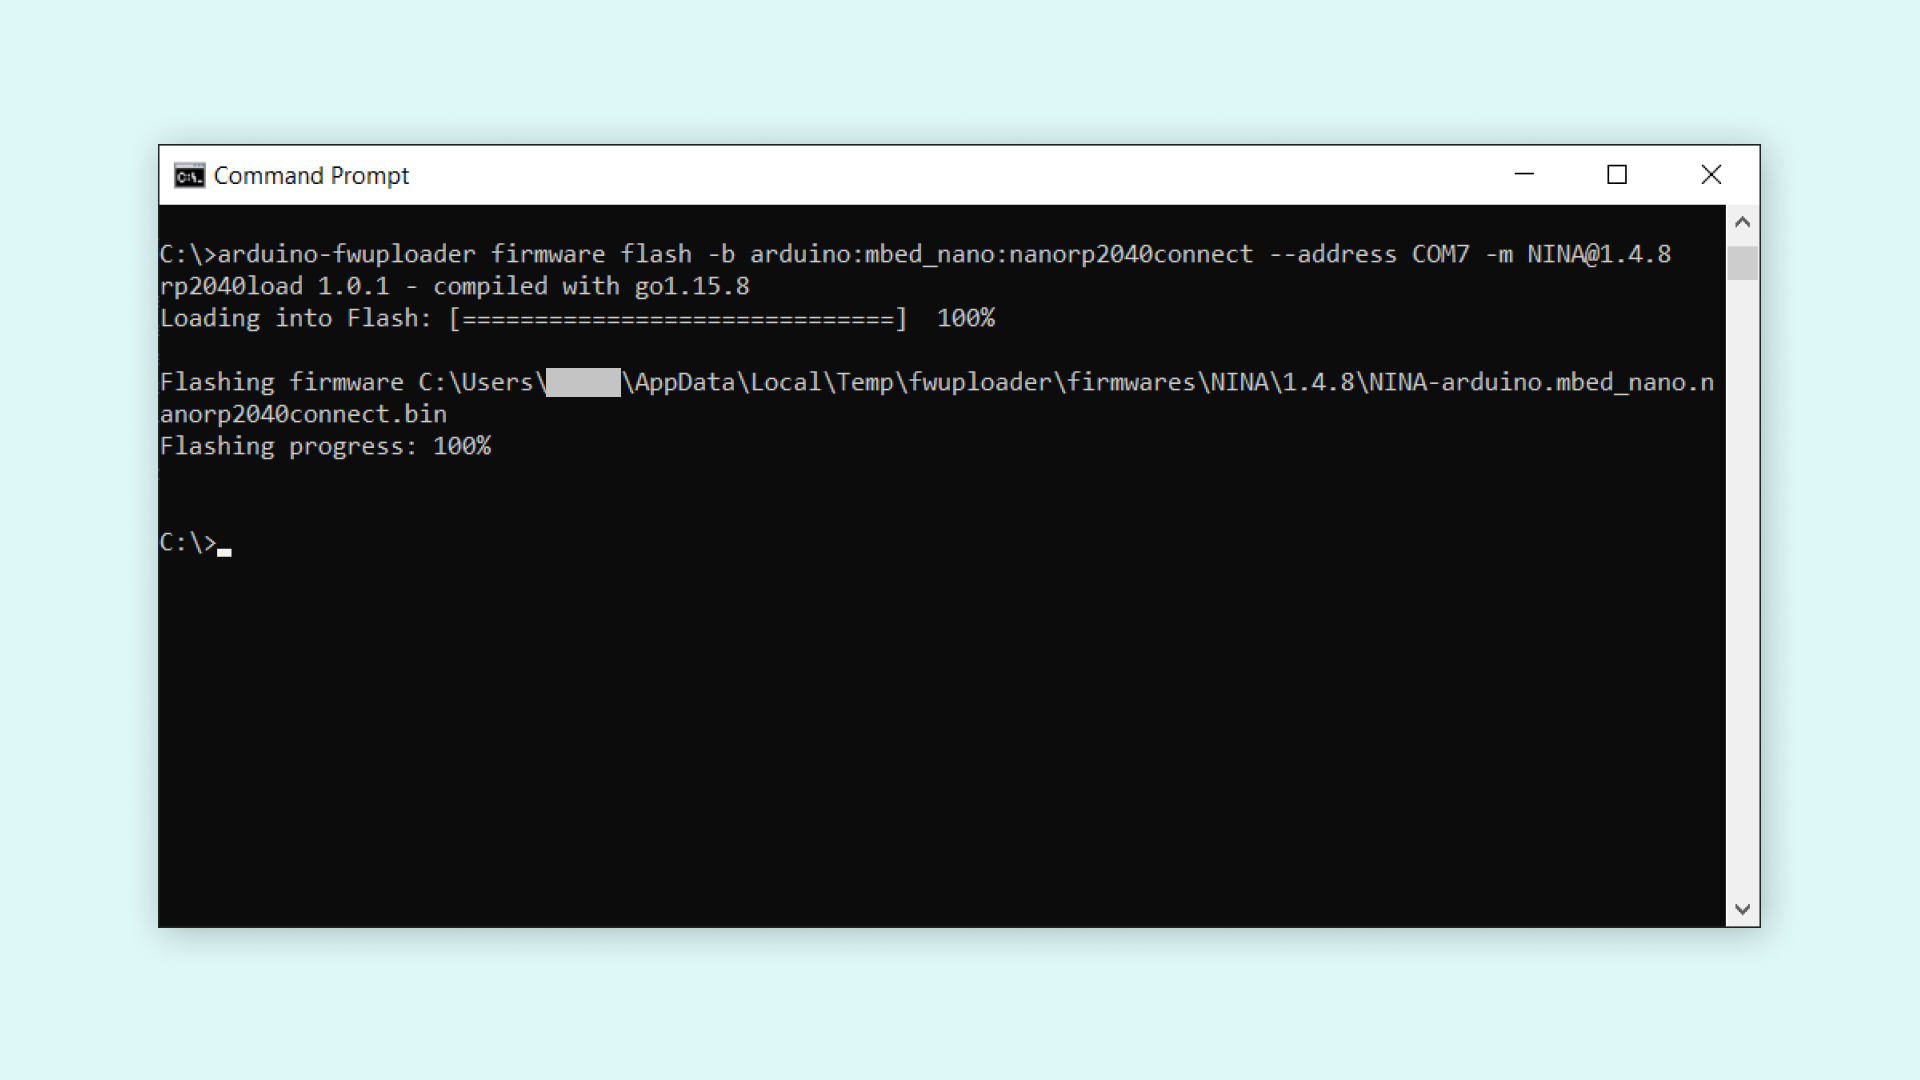 Command Prompt
C:\>arduino-fwuploader firmware flash -b arduino:mbed_nano:nanorp2040connect --address COM7 -m NINA@1.4.8
rp2040load 1.0.1 - compiled with go1.15.8
Loading into Flash: [==============================]  100%
Flashing firmware C:\Users\     \AppData\Local\Temp\fwuploader\firmwares\NINA\1.4.8\NINA-arduino.mbed_nano.n
anorp2040connect.bin
Flashing progress: 100%
C:\>